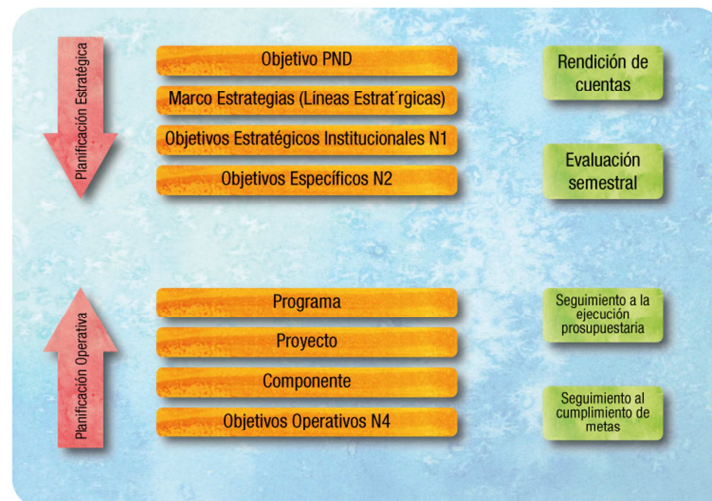 Planificación Estratégica
Objetivo PND
Marco Estrategias (Lineas Estrat´rgicas)
Objetivos Estratégicos Institucionales N1
Objetivos Específicos N2
Rendición de
cuentas
Evaluación
semestral
Planificación Operativa
Programa
Proyecto
Componente
Objetivos Operativos N4
Seguimiento a la
ejecución
prosupuestaria
Seguimiento al
cumplimiento de
metas